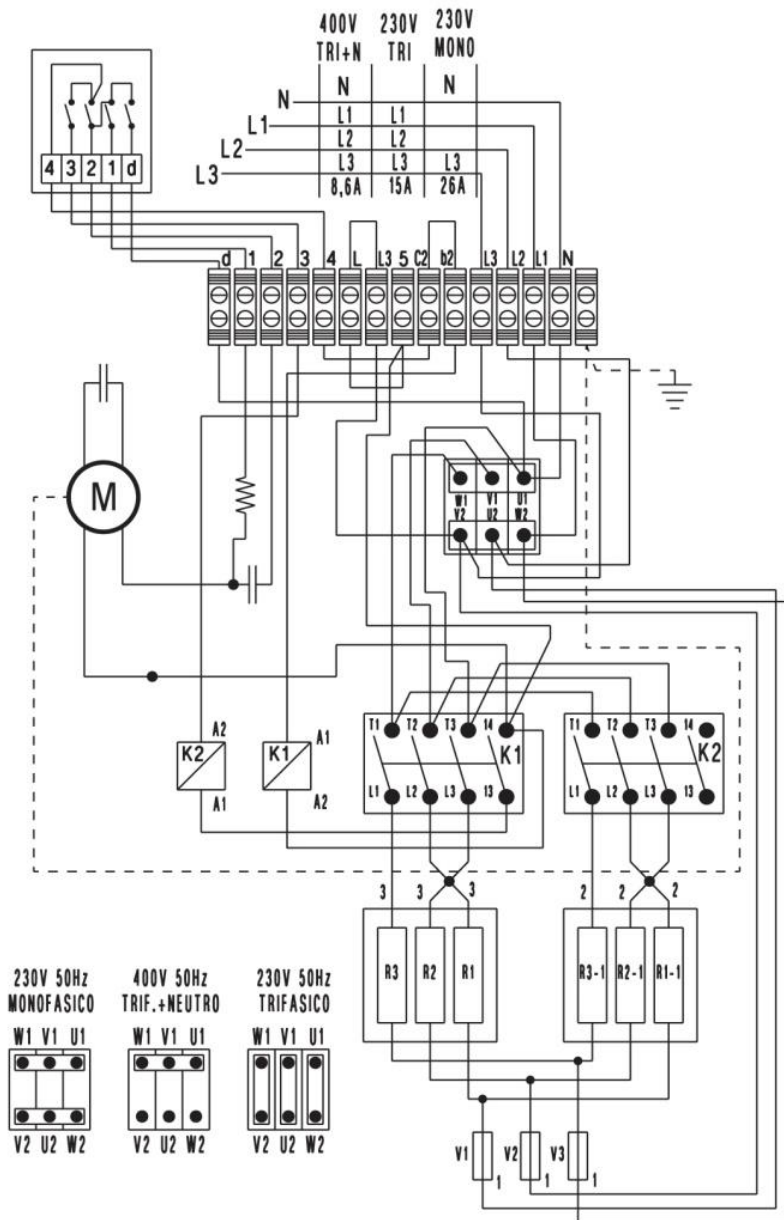 400V 230V 230V
TRI+N TRI MONO
N N N
L1 L1 L1
L2 L2 L2
L3 L3 L3 L3
8,6A 15A 26A
4 3 2 1 d
d 1 2 3 4 L L3 5 C2 b2 L3 L2 L1 N
M
W1 V1 U1
V2 U2 W2
T1 T2 T3 14 T1 T2 T3 14
K2 A2 K1 A1 K1 K2
A1 A2 L1 L2 L3 13 L1 L2 L3 13
3 3 3 2 2 2
R3 R2 R1 R3-1 R2-1 R1-1
230V 50Hz 400V 50Hz 230V 50Hz
MONOFASICO TRIF.+NEUTRO TRIFASICO
W1 V1 U1 W1 V1 U1 W1 V1 U1
V2 U2 W2 V2 U2 W2 V2 U2 W2
V1 V2 V3
1 1 1